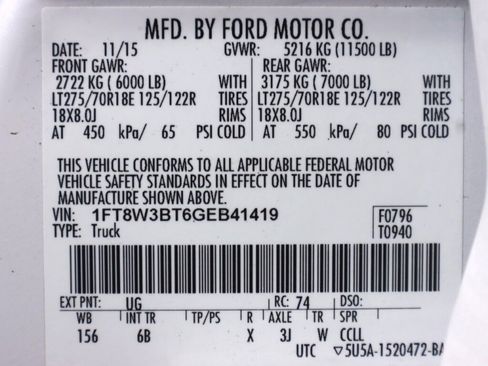 MFD. BY FORD MOTOR CO.
DATE: 11/15 GVWR: 5216 KG (11500 LB)
FRONT GAWR: REAR GAWR:
2722 KG ( 6000 LB) WITH 3175 KG ( 7000 LB) WITH
LT275/70R18E 125/122R TIRES LT275/70R18E 125/122R TIRES
18X8.0J RIMS 18X8.0J RIMS
AT 450 kPa/ 65 PSI COLD AT 550 kPa/ 80 PSI COLD
THIS VEHICLE CONFORMS TO ALL APPLICABLE FEDERAL MOTOR
VEHICLE SAFETY STANDARDS IN EFFECT ON THE DATE OF
MANUFACTURE SHOWN ABOVE.
VIN: 1FT8W3BT6GEB41419 F0796
TYPE: Truck T0940
EXT PNT: UG RC: 74 DSO:
WB INT TR TP/PS R AXLE TR SPR
156 6B X 3J W CCLL
UTC ▽5U5A-1520472-BA